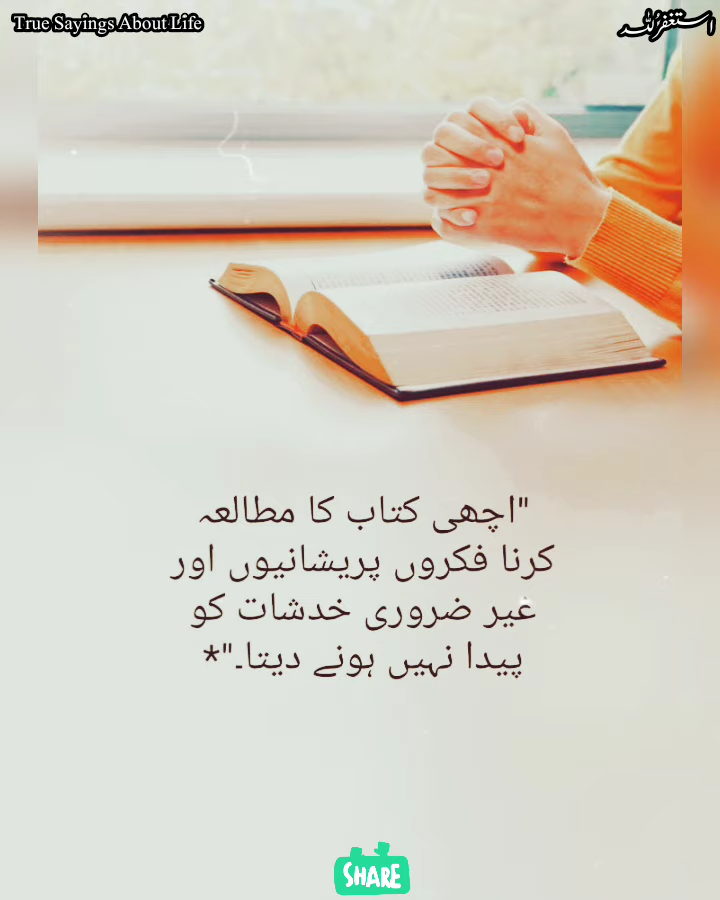 True Sayings About Life
استغفراللہ
"اچھی کتاب کا مطالعہ
کرنا فکروں پریشانیوں اور
غیر ضروری خدشات کو
پیدا نہیں ہونے دیتا۔"*
SHARE